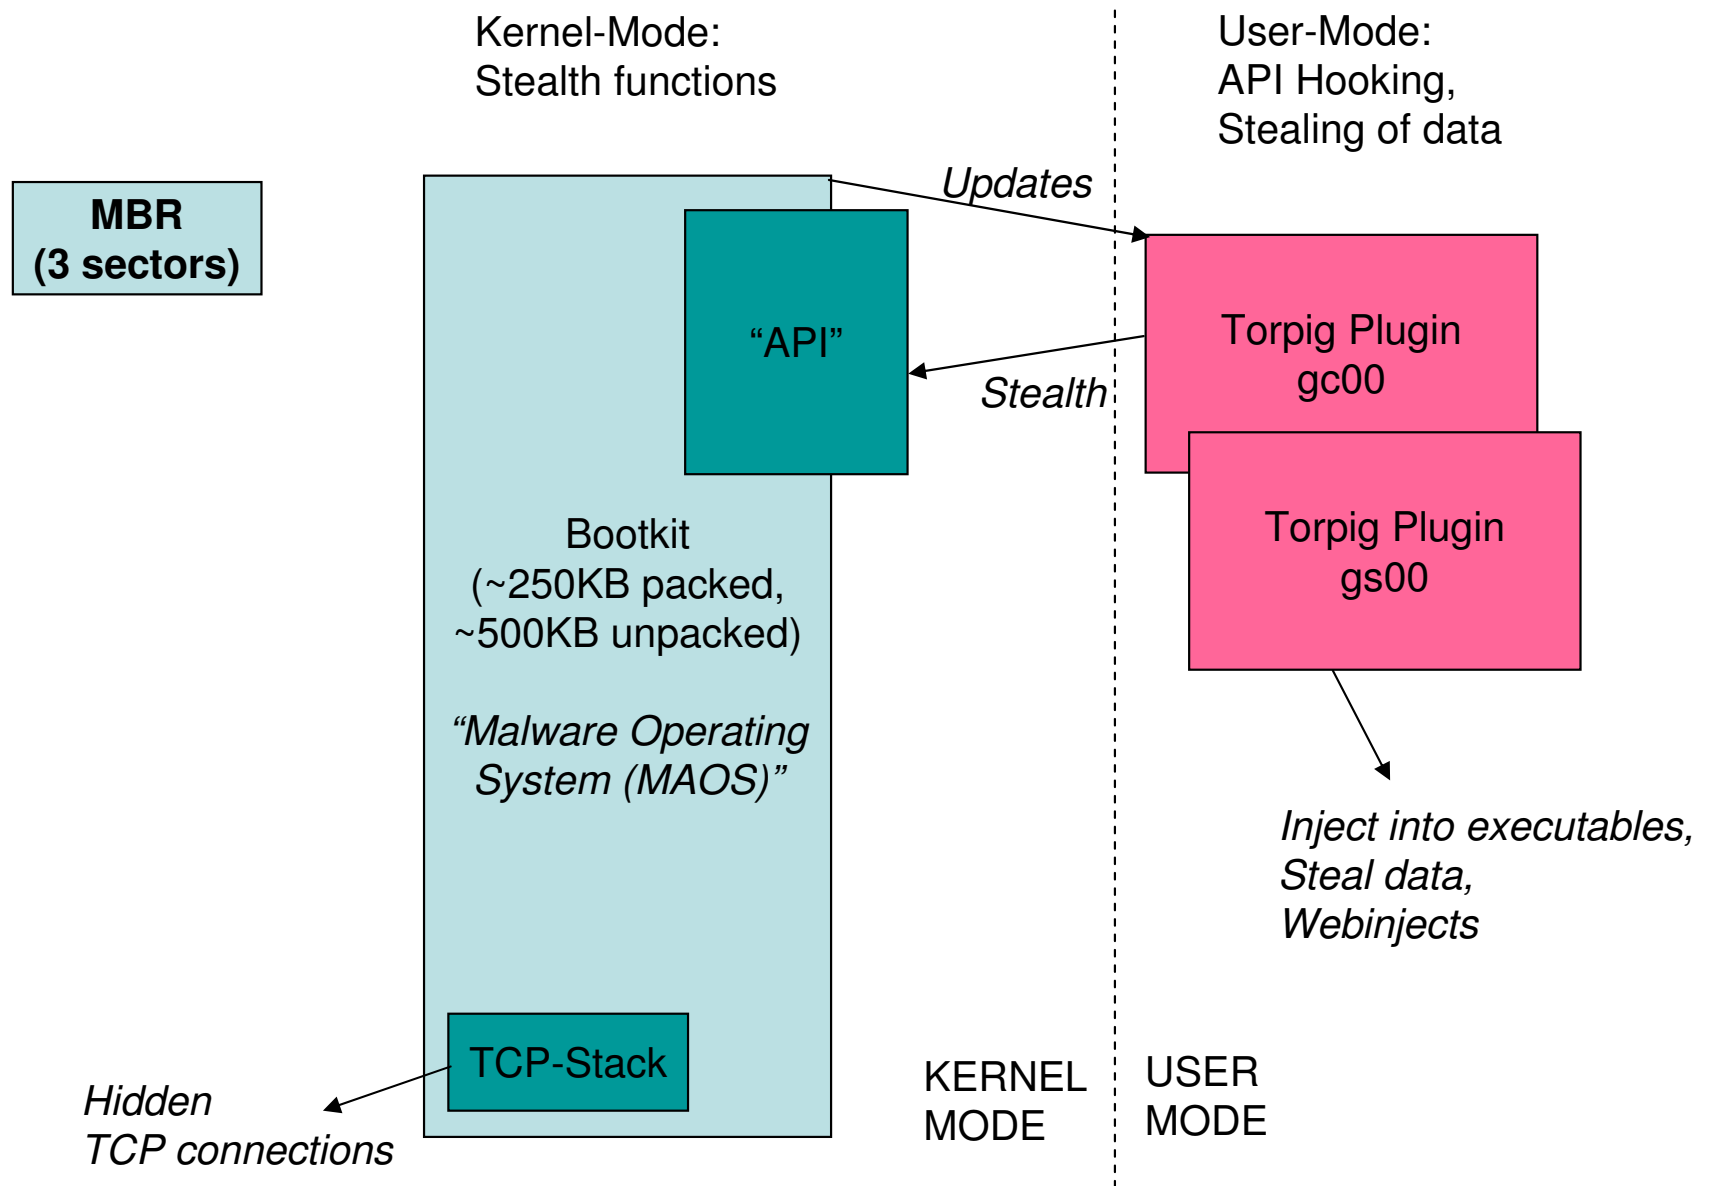 Kernel-Mode:
Stealth functions
User-Mode:
API Hooking,
Stealing of data
MBR
(3 sectors)
Updates
“API”
Stealth
Torpig Plugin
gc00
Torpig Plugin
gs00
Bootkit
(~250KB packed,
~500KB unpacked)
“Malware Operating
System (MAOS)”
Inject into executables,
Steal data,
Webinjects
TCP-Stack
Hidden
TCP connections
KERNEL
MODE
USER
MODE